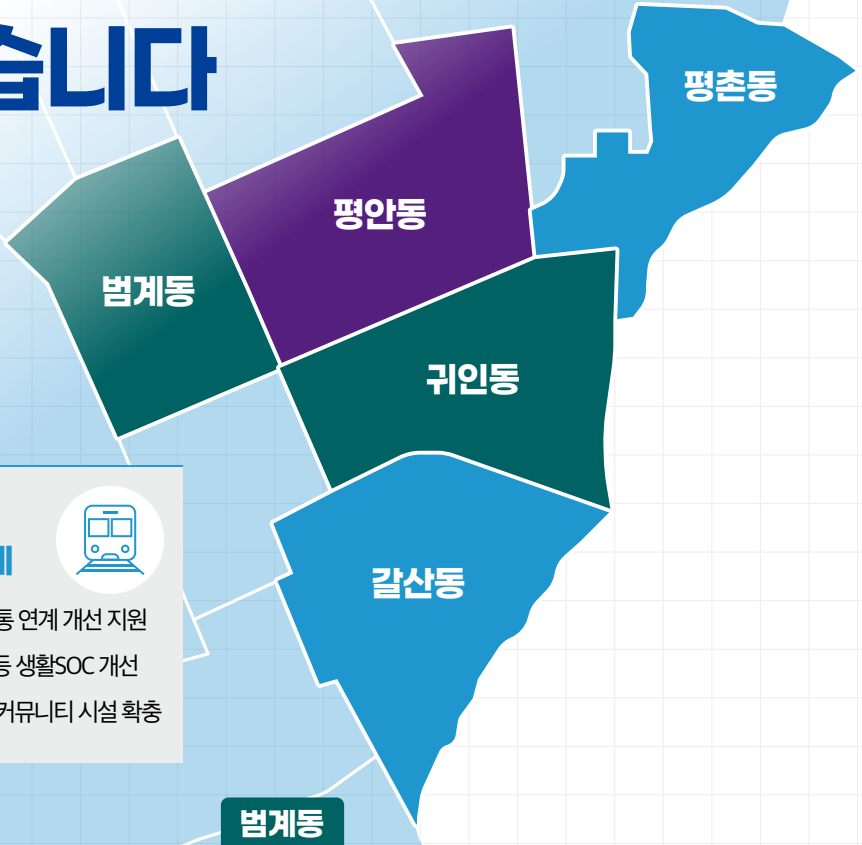 습니다
평촌동
평안동
범계동
귀인동
갈산동
통 연계 개선 지원
등 생활SOC 개선
커뮤니티 시설 확충
범계동